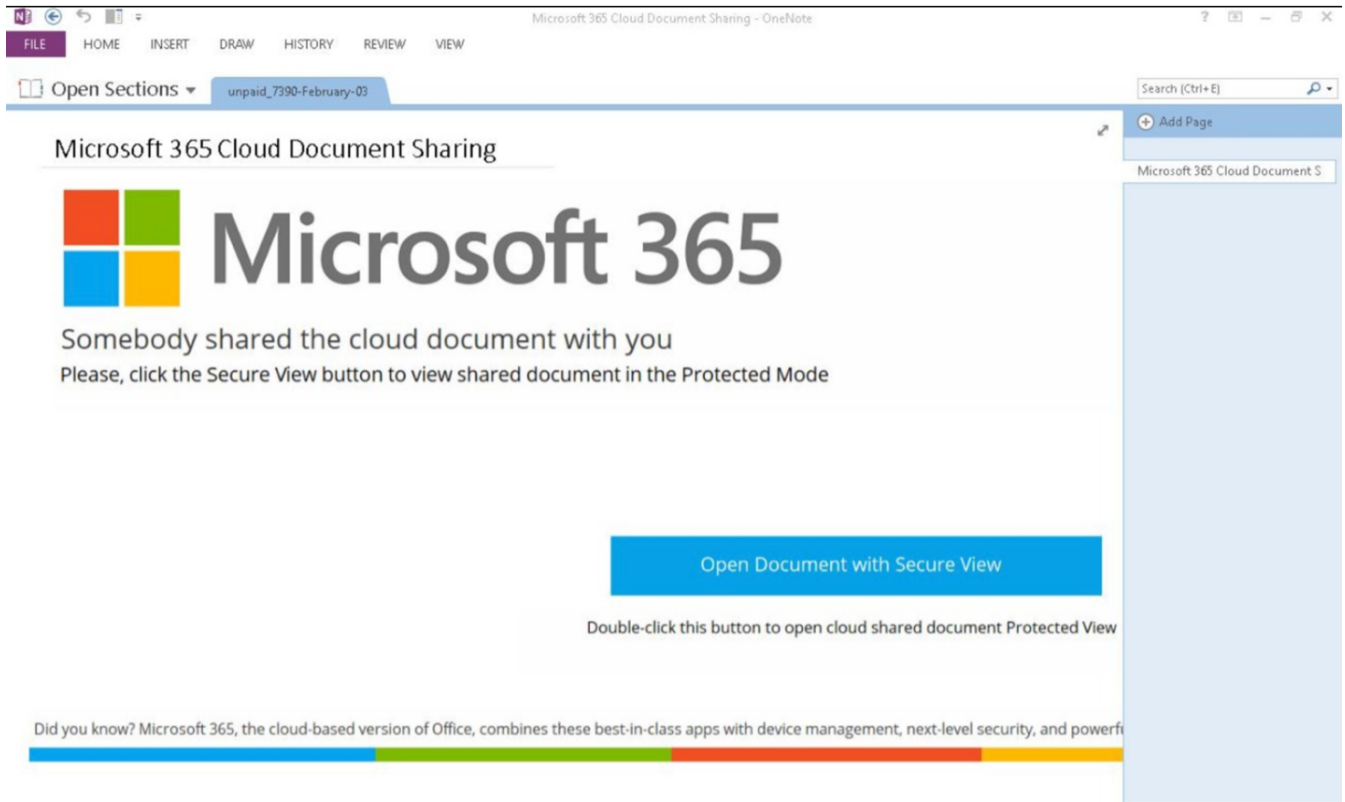 Microsoft 365 Cloud Document Sharing - OneNote
FILE HOME INSERT DRAW HISTORY REVIEW VIEW
Open Sections
unpaid_7390-February-03
Search (Ctrl+E)
Add Page
Microsoft 365 Cloud Document S
Microsoft 365 Cloud Document Sharing
Microsoft 365
Somebody shared the cloud document with you
Please, click the Secure View button to view shared document in the Protected Mode
Open Document with Secure View
Double-click this button to open cloud shared document Protected View
Did you know? Microsoft 365, the cloud-based version of Office, combines these best-in-class apps with device management, next-level security, and powerfu